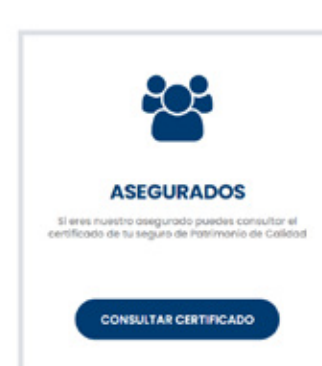 ASEGURADOS
Si eres nuestro asegurado puedes consultar el
certificado de tu seguro de Patrimonio de Calidad
CONSULTAR CERTIFICADO